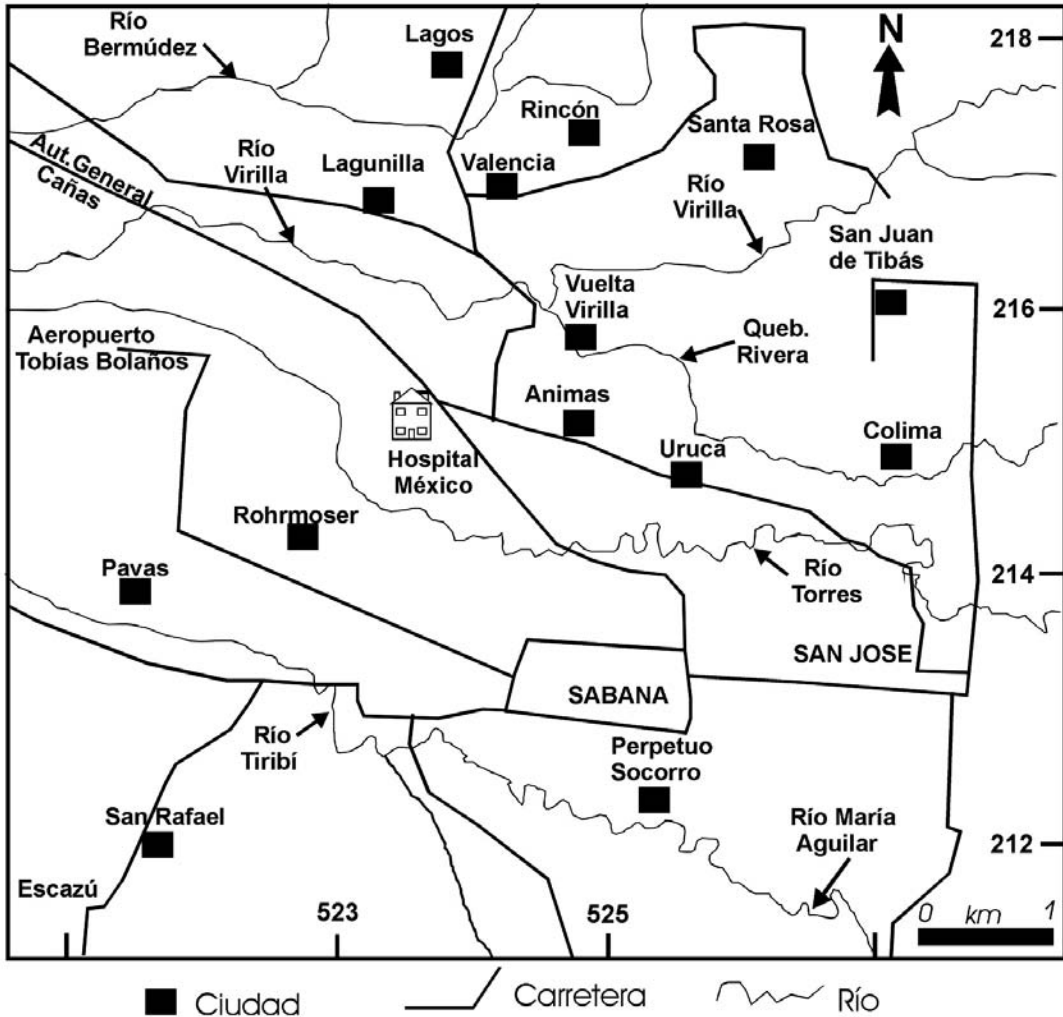 Río
Bermúdez
Lagos
N
218
Rincón
Santa Rosa
Aut.General
Cañas
Río
Virilla
Lagunilla
Valencia
Río
Virilla
San Juan
de Tibás
Vuelta
Virilla
216
Aeropuerto
Tobías Bolaños
Queb.
Rivera
Animas
Hospital
México
Uruca
Colima
Rohrmoser
Pavas
Río
Torres
214
SAN JOSE
SABANA
Río
Tiribí
Perpetuo
Socorro
San Rafael
Río María
Aguilar
212
Escazú
523
525
0 km 1
Ciudad
Carretera
Río